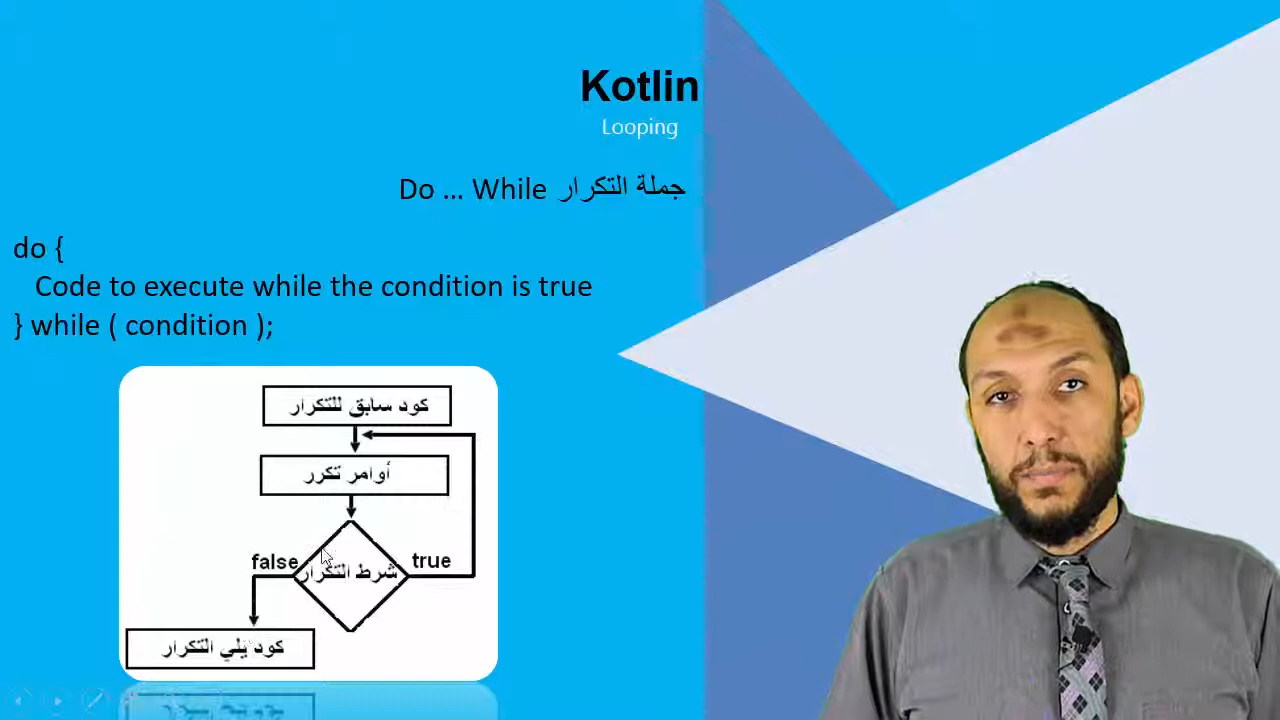 Kotlin
Looping
جملة التكرار Do ... While
do {
Code to execute while the condition is true
} while ( condition );
كود سابق للتكرار
أوامر تكرر
شرط التكرار
false
true
كود يلي التكرار